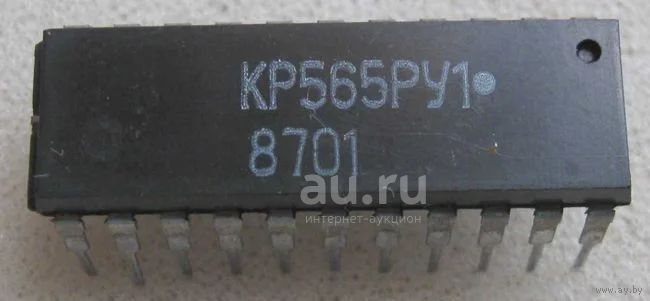 КР565РУ1
8701
au.ru
интернет-аукцион
www.ay.by